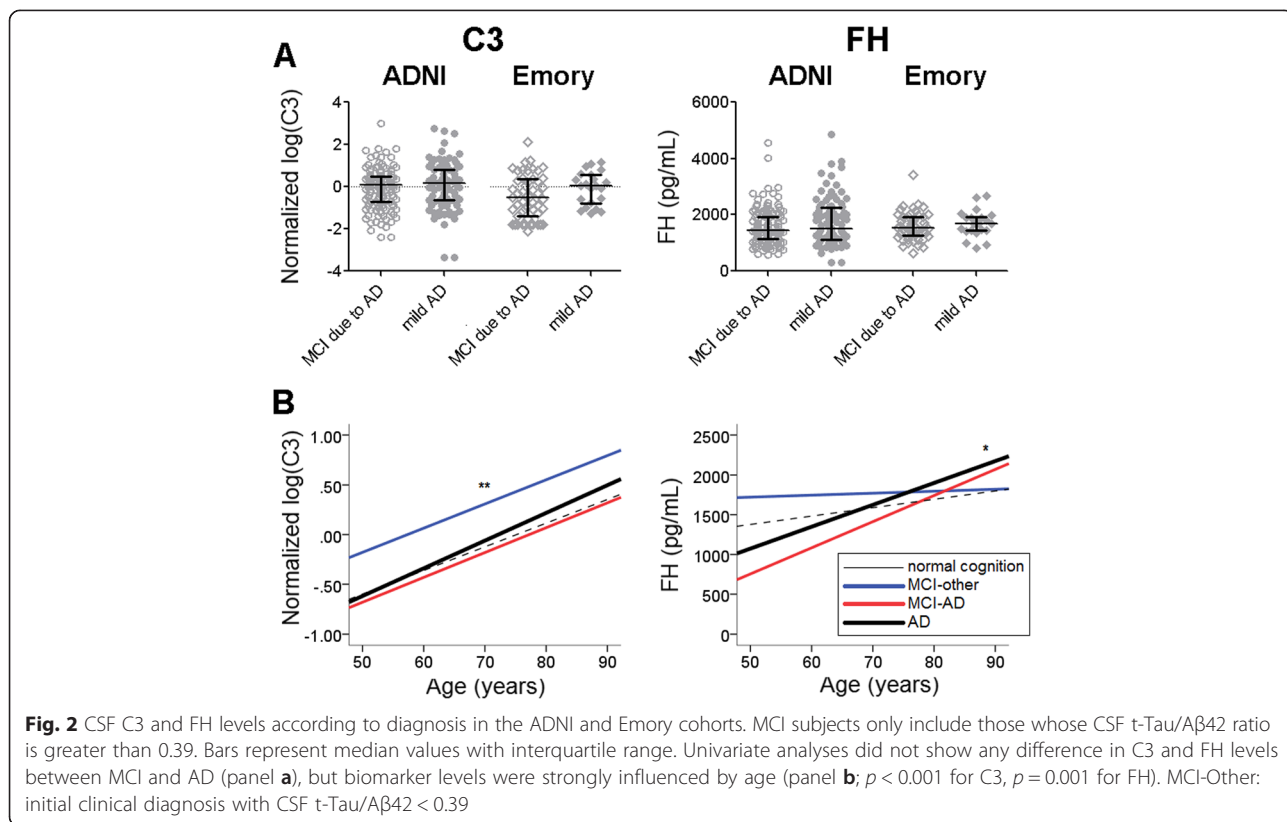 C3 FH
A
ADNI Emory ADNI Emory
Normalized log(C3)
4
2
0
-2
-4
MCI due to AD
mild AD
MCI due to AD
mild AD
FH (pg/mL)
6000
4000
2000
0
MCI due to AD
mild AD
MCI due to AD
mild AD
B
Normalized log(C3)
1.00
.50
.00
-.50
-1.00
**
50 60 70 80 90
Age (years)
FH (pg/mL)
2500
2000
1500
1000
500
0
*
normal cognition
MCI-other
MCI-AD
AD
50 60 70 80 90
Age (years)
Fig. 2 CSF C3 and FH levels according to diagnosis in the ADNI and Emory cohorts. MCI subjects only include those whose CSF t-Tau/Aβ42 ratio
is greater than 0.39. Bars represent median values with interquartile range. Univariate analyses did not show any difference in C3 and FH levels
between MCI and AD (panel a), but biomarker levels were strongly influenced by age (panel b; p < 0.001 for C3, p = 0.001 for FH). MCI-Other:
initial clinical diagnosis with CSF t-Tau/Aβ42 < 0.39